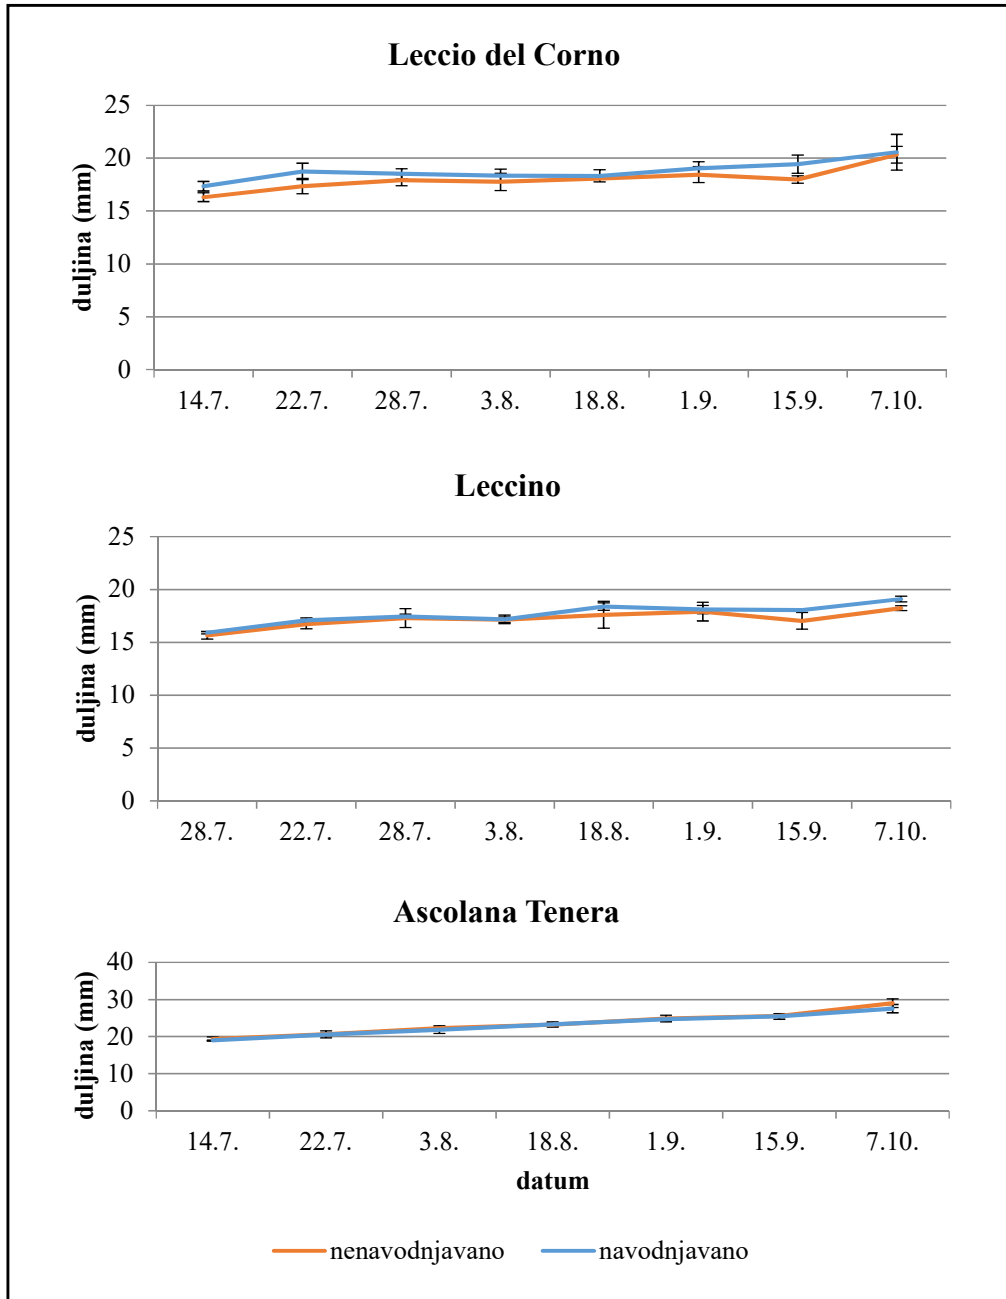 Leccio del Corno
25
20
15
10
5
0
duljina (mm)
14.7. 22.7. 28.7. 3.8. 18.8. 1.9. 15.9. 7.10.
Leccino
25
20
15
10
5
0
duljina (mm)
28.7. 22.7. 28.7. 3.8. 18.8. 1.9. 15.9. 7.10.
Ascolana Tenera
40
30
20
10
0
duljina (mm)
14.7. 22.7. 3.8. 18.8. 1.9. 15.9. 7.10.
datum
nenavodnjavano navodnjavano